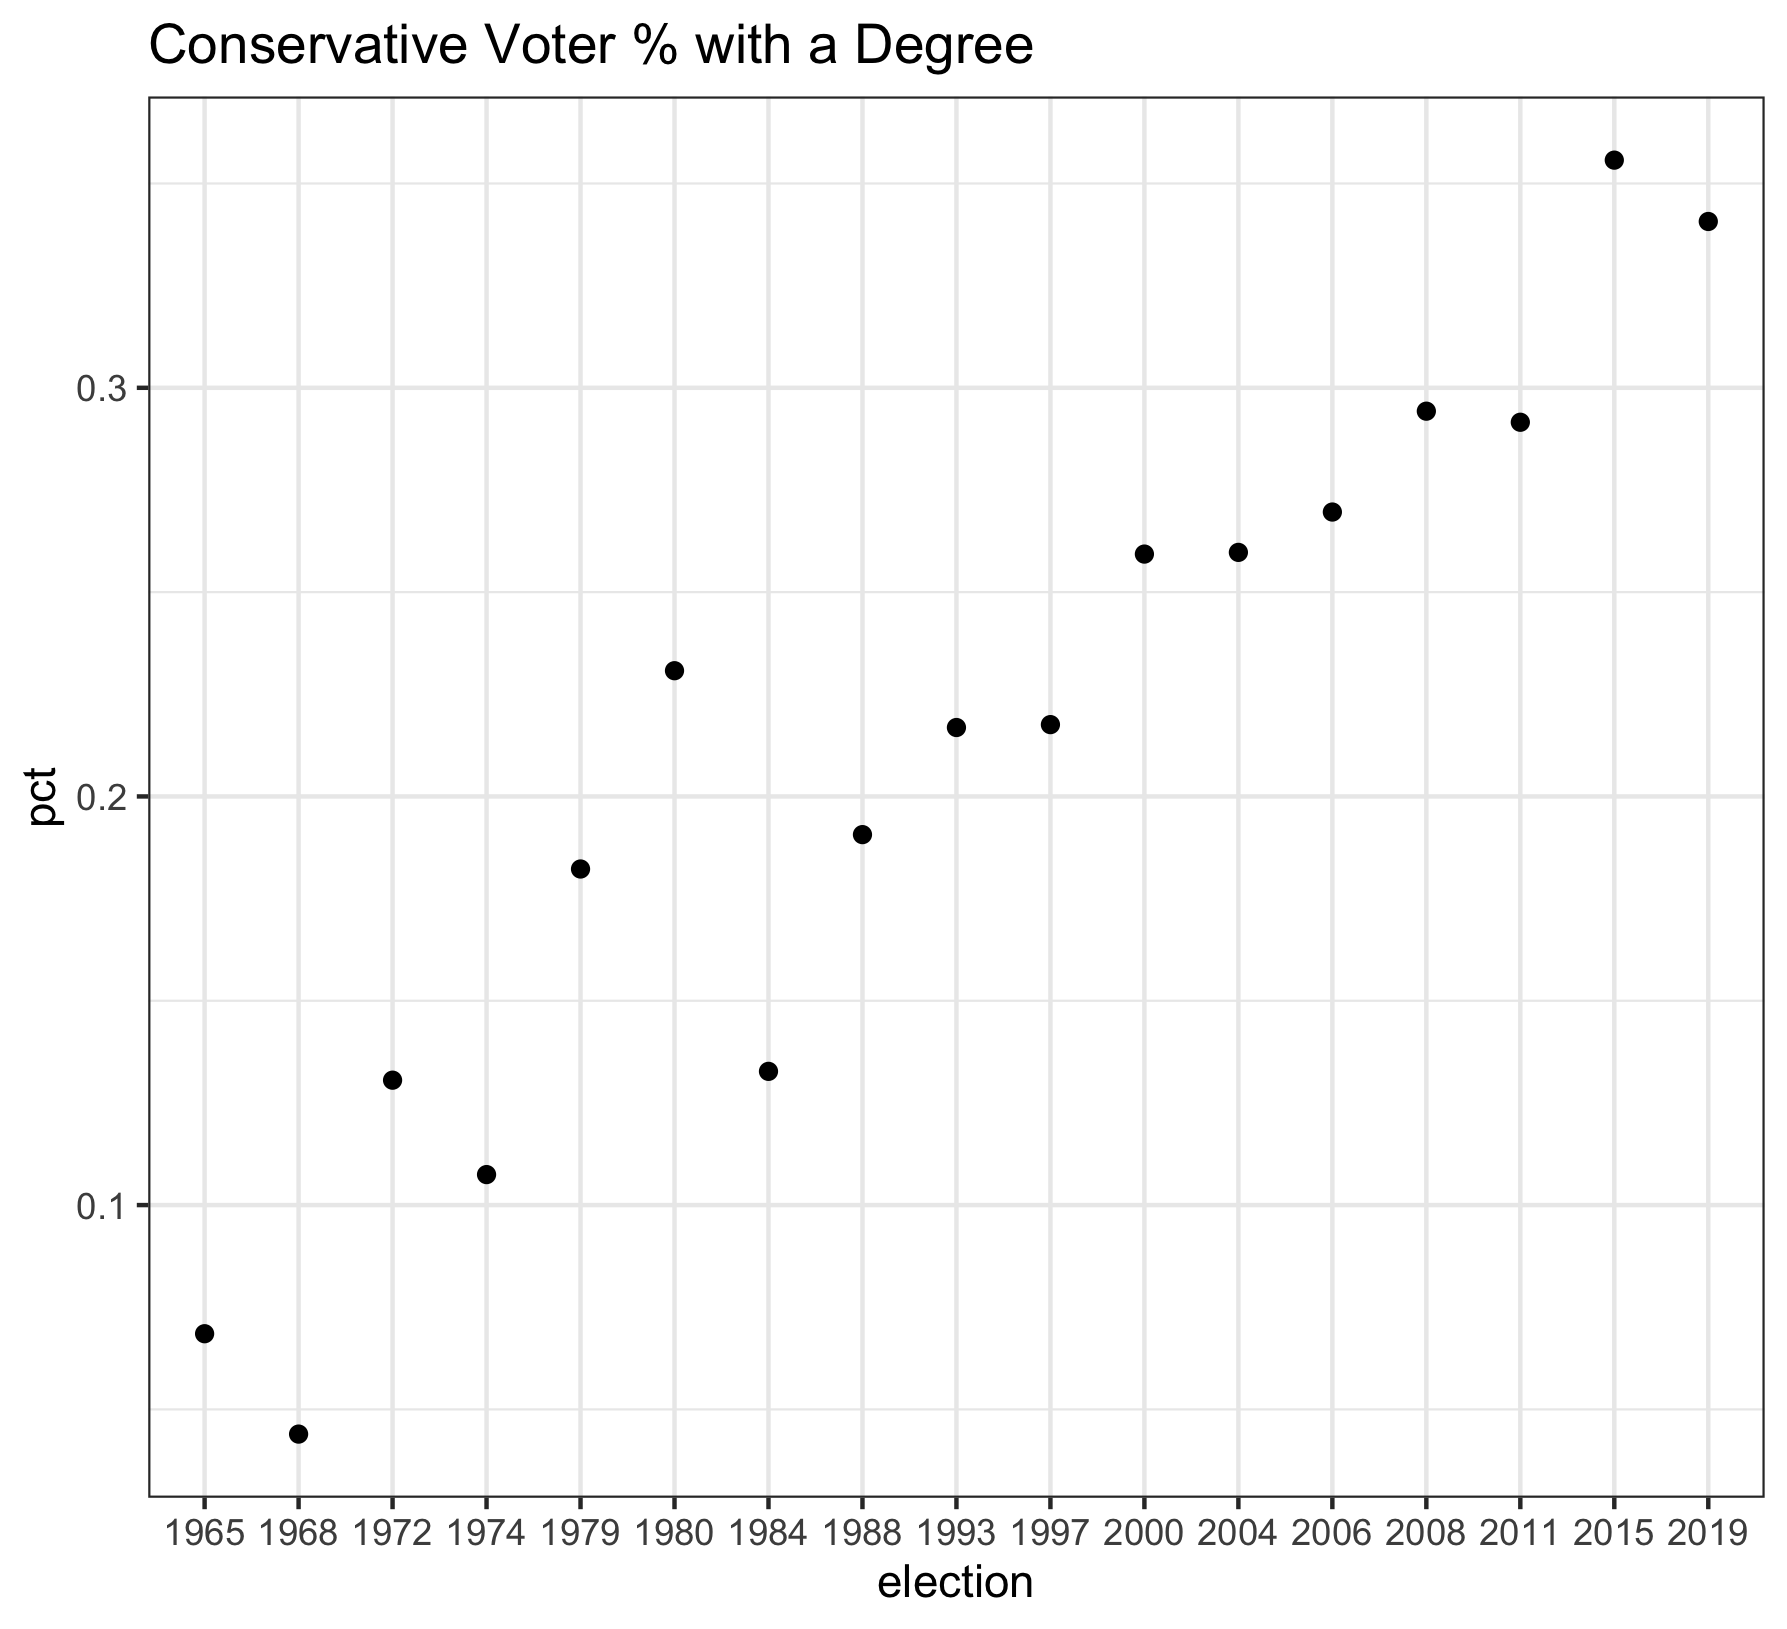 Conservative Voter % with a Degree
pct
0.3
0.2
0.1
1965 1968 1972 1974 1979 1980 1984 1988 1993 1997 2000 2004 2006 2008 2011 2015 2019
election